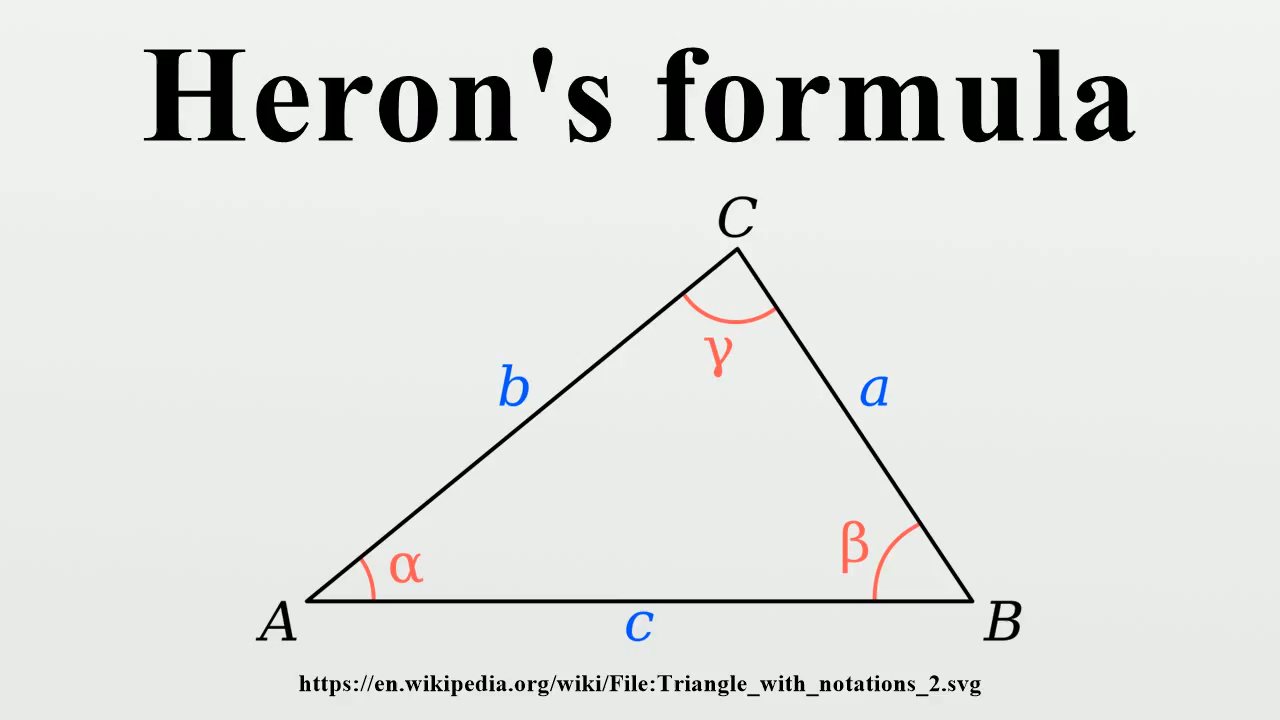 Heron's formula
C
b
γ
a
α
β
A
c
B
https://en.wikipedia.org/wiki/File:Triangle_with_notations_2.svg